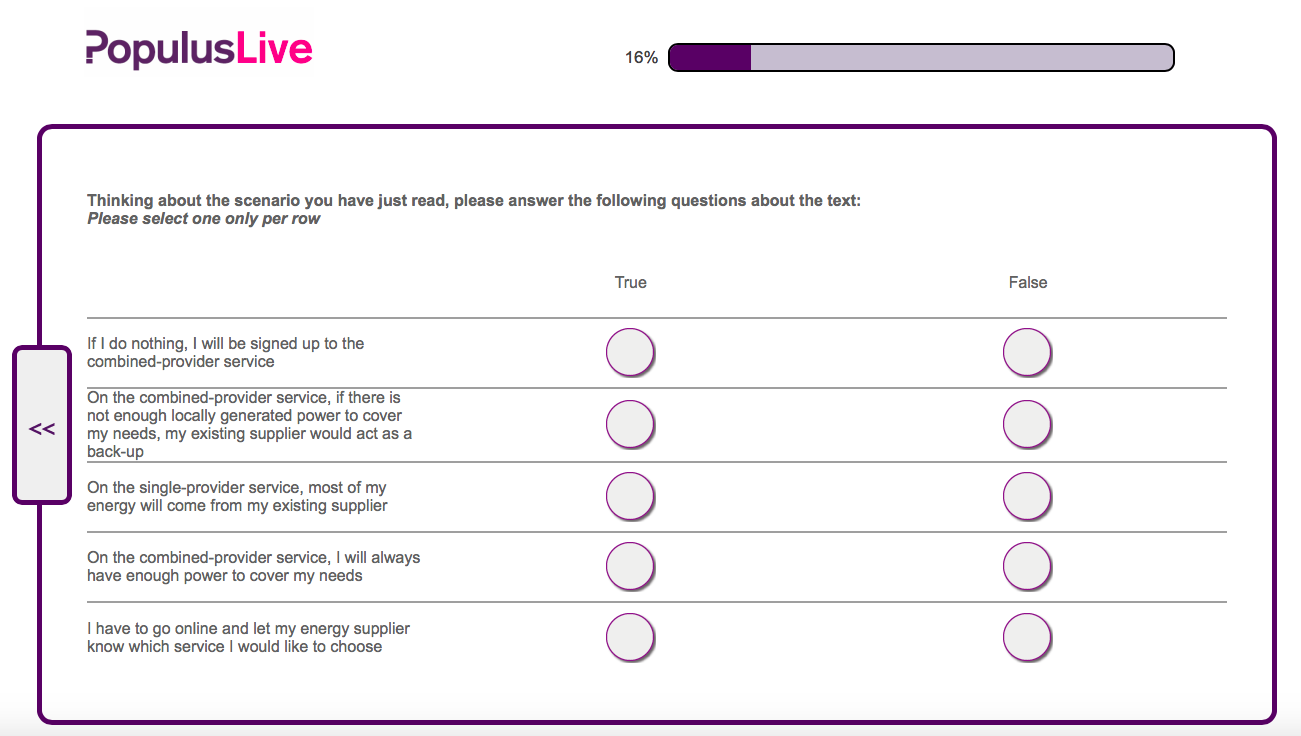 PopulusLive
16%
Thinking about the scenario you have just read, please answer the following questions about the text:
Please select one only per row
True False
If I do nothing, I will be signed up to the
combined-provider service
On the combined-provider service, if there is
not enough locally generated power to cover
my needs, my existing supplier would act as a
back-up
<<
On the single-provider service, most of my
energy will come from my existing supplier
On the combined-provider service, I will always
have enough power to cover my needs
I have to go online and let my energy supplier
know which service I would like to choose